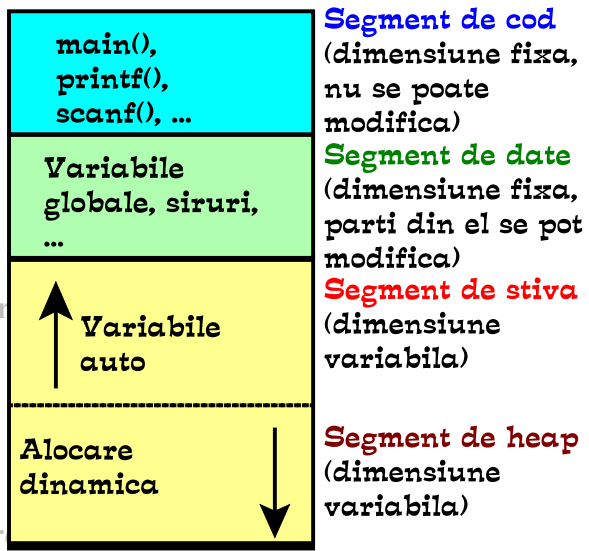 main(),
printf(),
scanf(), ...
Segment de cod
(dimensiune fixa,
nu se poate
modifica)
Variabile
globale, siruri,
...
Segment de date
(dimensiune fixa,
parti din el se pot
modifica)
Variabile
auto
Segment de stiva
(dimensiune
variabila)
Alocare
dinamica
Segment de heap
(dimensiune
variabila)